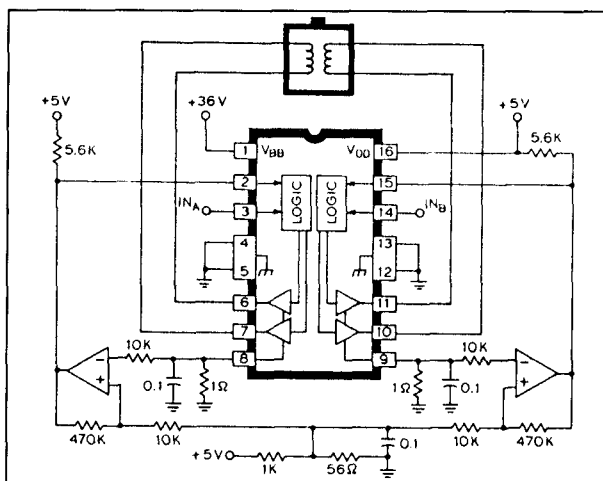 +5V
+36V
+5V
5.6K
5.6K
1
VBB
VDD
16
2
LOGIC
LOGIC
15
INA
3
14
INB
4
13
5
12
6
11
7
10
8
9
10K
0.1
1Ω
1Ω
0.1
10K
-
+
-
+
470K
10K
0.1
10K
470K
+5V
1K
56Ω